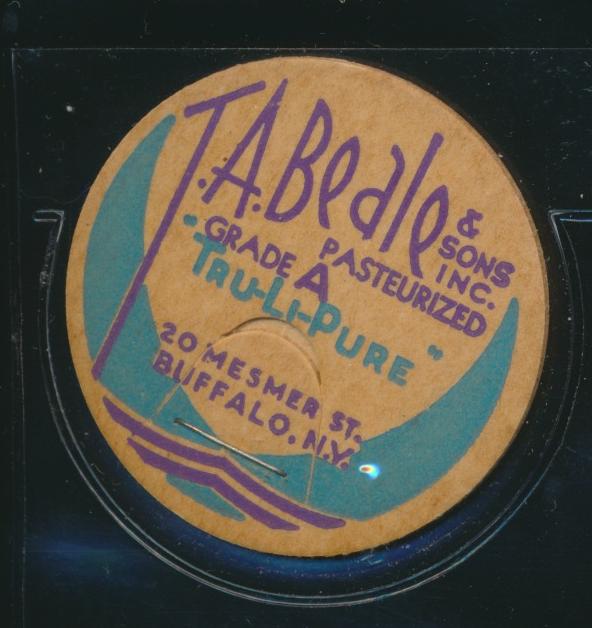 T.A. Beale
& SONS
INC.
GRADE A PASTEURIZED
"TRU-LI-PURE"
20 MESMER ST.
BUFFALO, N.Y.